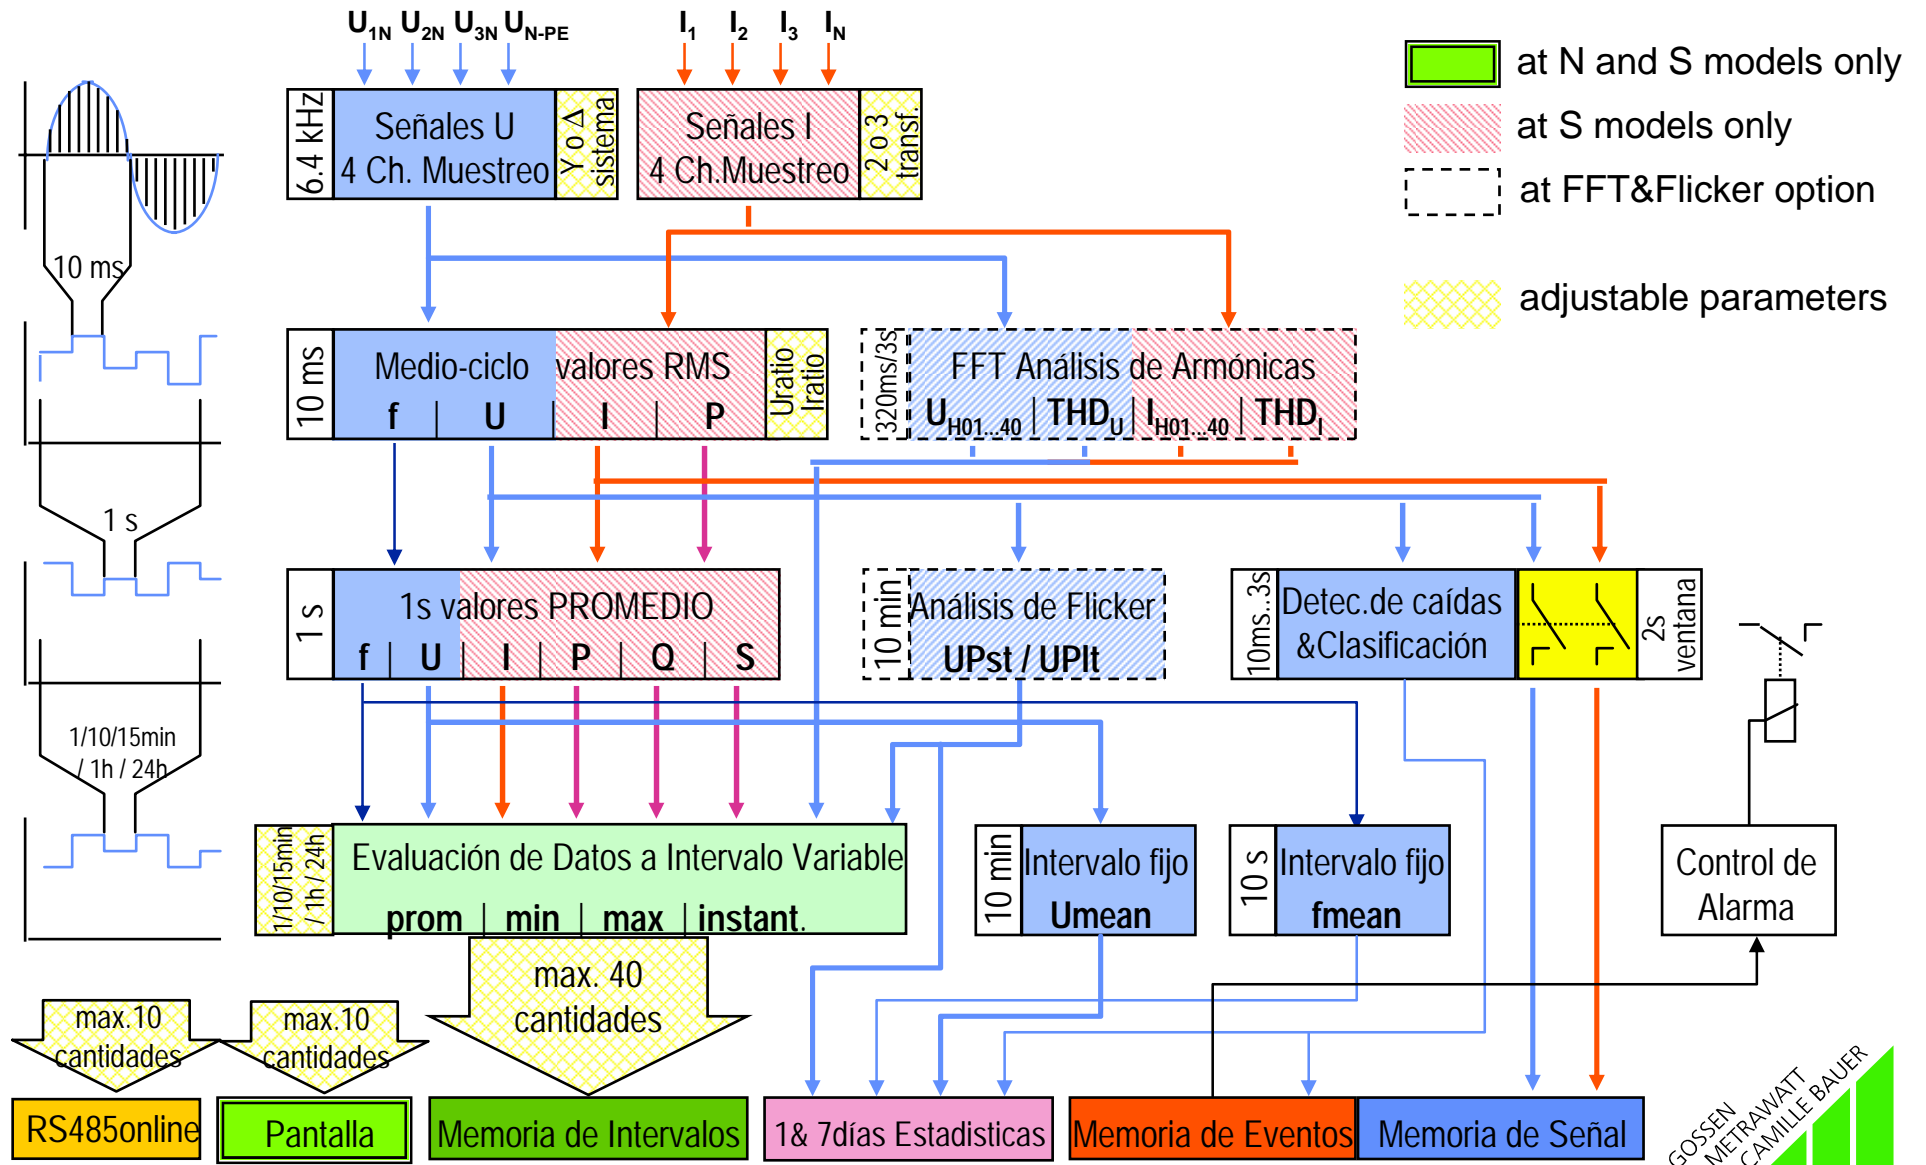 U1N U2N U3N UN-PE
I1 I2 I3 IN
at N and S models only
at S models only
at FFT&Flicker option
adjustable parameters
6.4 kHz
Señales U
4 Ch. Muestreo
Y o Δ
sistema
Señales I
4 Ch.Muestreo
2 o 3
transf.
10 ms
10 ms
Medio-ciclo valores RMS
f | U | I | P
Uratio
Iratio
320ms/3s
FFT Análisis de Armónicas
UH01...40 | THDU | IH01...40 | THDI
1 s
1 s
1s valores PROMEDIO
f | U | I | P | Q | S
10 min
Análisis de Flicker
UPst / UPlt
10ms..3s
Detec.de caídas
&Clasificación
2s
ventana
1/10/15min
/ 1h / 24h
1/10/15min
/ 1h / 24h
Evaluación de Datos a Intervalo Variable
prom | min | max | instant.
10 min
Intervalo fijo
Umean
10 s
Intervalo fijo
fmean
Control de
Alarma
max.10
cantidades
max.10
cantidades
max. 40
cantidades
RS485online
Pantalla
Memoria de Intervalos
1& 7días Estadisticas
Memoria de Eventos
Memoria de Señal
GOSSEN
METRAWATT
CAMILLE BAUER